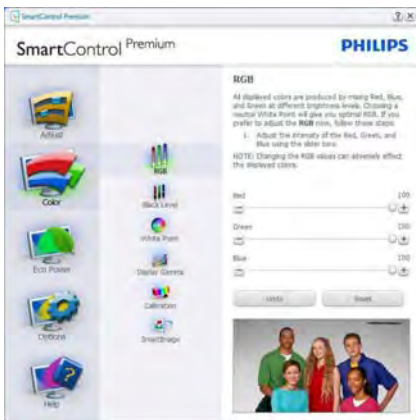 SmartControl Premium
SmartControl Premium
PHILIPS
Adjust
Color
Eco Power
Options
Help
RGB
Black Level
White Point
Display Gamma
Calibration
SmartImage
RGB
All displayed colors are produced by mixing Red, Blue,
and Green at different brightness levels. Choosing a
neutral White Point will give you optimal RGB. If you
prefer to adjust the RGB now, follow these steps:
1. Adjust the intensity of the Red, Green, and
Blue using the slider bars.
NOTE: Changing the RGB values can adversely effect
the displayed colors.
Red 100
Green 100
Blue 100
Undo Reset